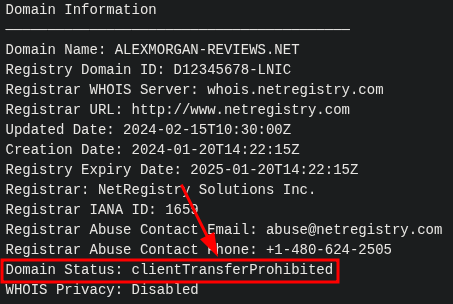 Domain Information
Domain Name: ALEXMORGAN-REVIEWS.NET
Registry Domain ID: D12345678-LNIC
Registrar WHOIS Server: whois.netregistry.com
Registrar URL: http://www.netregistry.com
Updated Date: 2024-02-15T10:30:00Z
Creation Date: 2024-01-20T14:22:15Z
Registry Expiry Date: 2025-01-20T14:22:15Z
Registrar: NetRegistry Solutions Inc.
Registrar IANA ID: 1659
Registrar Abuse Contact Email: abuse@netregistry.com
Registrar Abuse Contact Phone: +1-480-624-2505
Domain Status: clientTransferProhibited
WHOIS Privacy: Disabled